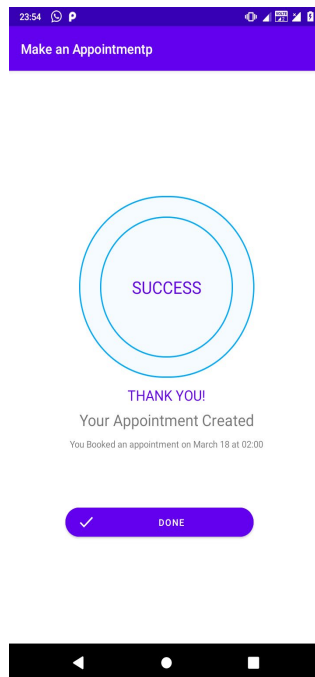 23:54
Make an Appointmentp
SUCCESS
THANK YOU!
Your Appointment Created
You Booked an appointment on March 18 at 02:00
DONE